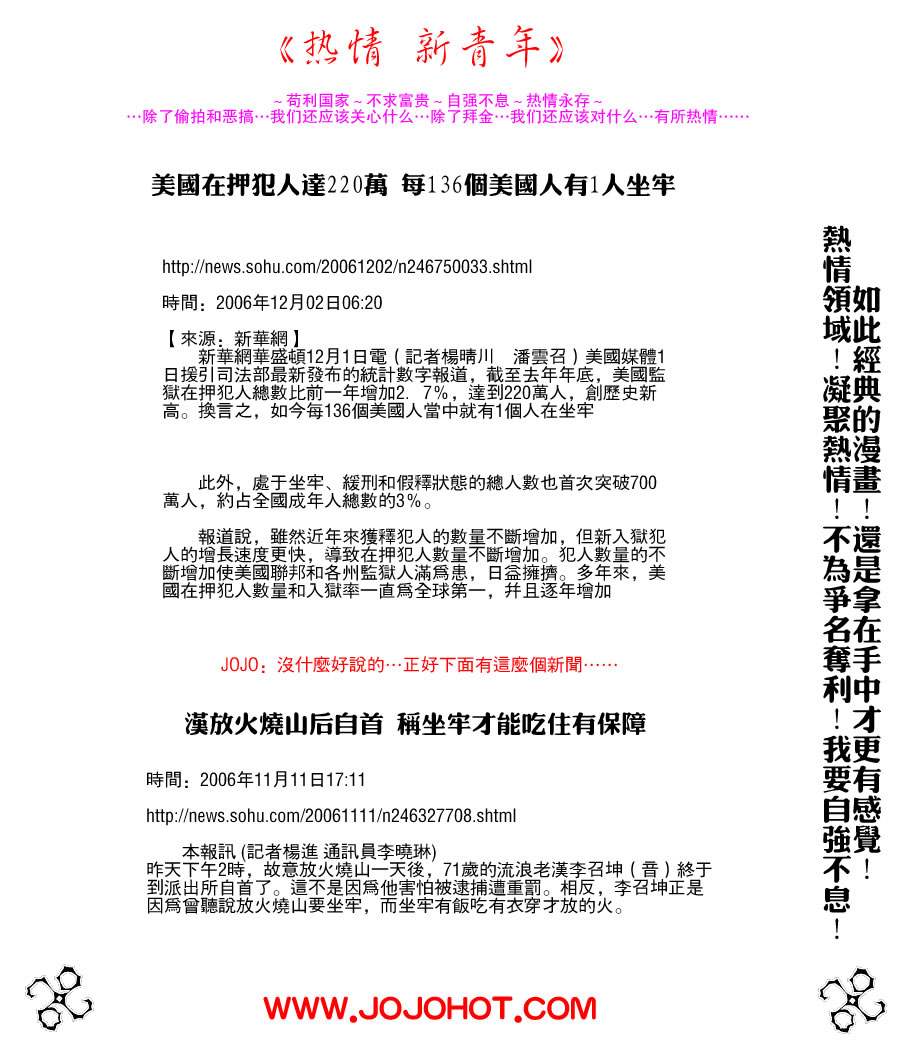 《热情 新青年》
~苟利国家~不求富贵~自强不息~热情永存~
…除了偷拍和恶搞…我们还应该关心什么…除了拜金…我们还应该对什么…有所热情……
美國在押犯人達220萬 每136個美國人有1人坐牢
http://news.sohu.com/20061202/n246750033.shtml
時間：2006年12月02日06:20
【來源：新華網】
新華網華盛頓12月1日電（記者楊晴川 潘雲召）美國媒體1
日援引司法部最新發布的統計數字報道，截至去年年底，美國監
獄在押犯人總數比前一年增加2. 7%，達到220萬人，創歷史新
高。換言之，如今每136個美國人當中就有1個人在坐牢
此外，處于坐牢、緩刑和假釋狀態的總人數也首次突破700
萬人，約占全國成年人總數的3%。
報道說，雖然近年來獲釋犯人的數量不斷增加，但新入獄犯
人的增長速度更快，導致在押犯人數量不斷增加。犯人數量的不
斷增加使美國聯邦和各州監獄人滿爲患，日益擁擠。多年來，美
國在押犯人數量和入獄率一直爲全球第一，幷且逐年增加
JOJO：沒什麼好說的…正好下面有這麼個新聞……
漢放火燒山后自首 稱坐牢才能吃住有保障
時間：2006年11月11日17:11
http://news.sohu.com/20061111/n246327708.shtml
本報訊 (記者楊進 通訊員李曉琳)
昨天下午2時，故意放火燒山一天後，71歲的流浪老漢李召坤（音）終于
到派出所自首了。這不是因爲他害怕被逮捕遭重罰。相反，李召坤正是
因爲曾聽說放火燒山要坐牢，而坐牢有飯吃有衣穿才放的火。
如此經典的漫畫！還是拿在手中才更有感覺！
熱情領域！凝聚熱情！不為爭名奪利！我要自強不息！
WWW.JOJOHOT.COM